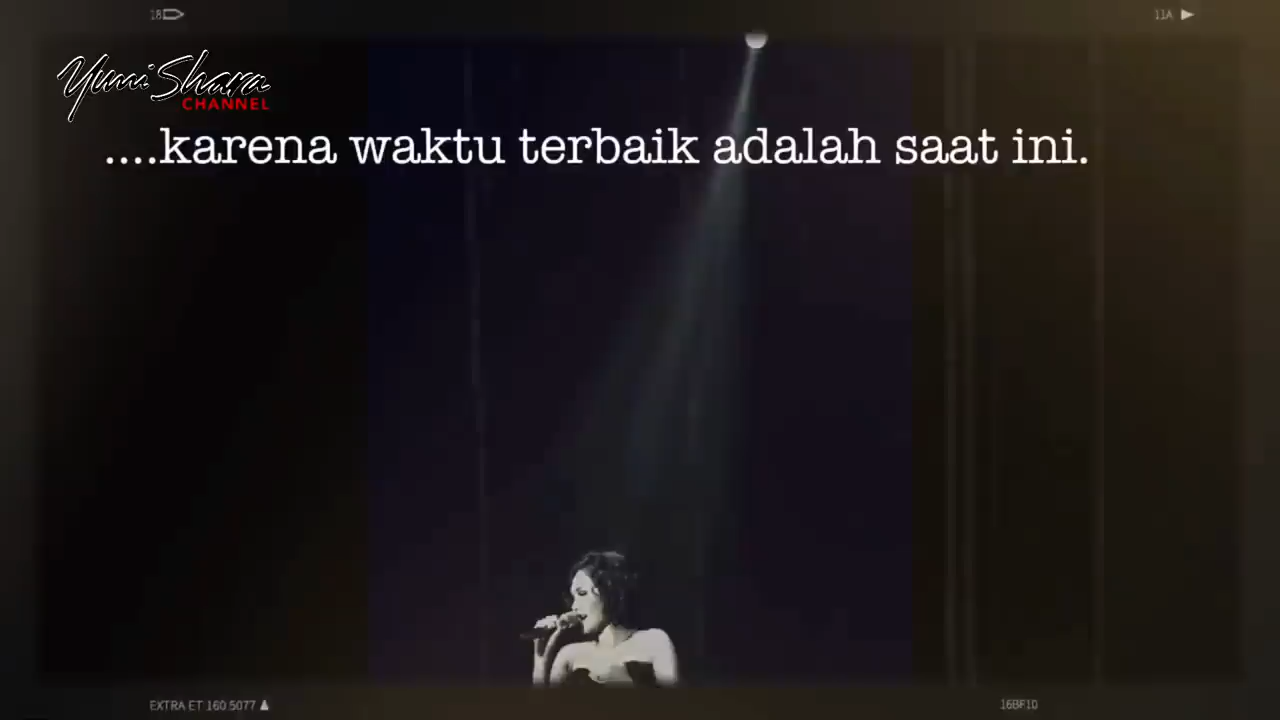 18
11A
Yuni Shara
CHANNEL
....karena waktu terbaik adalah saat ini.
EXTRA ET 160 5077
16BF10